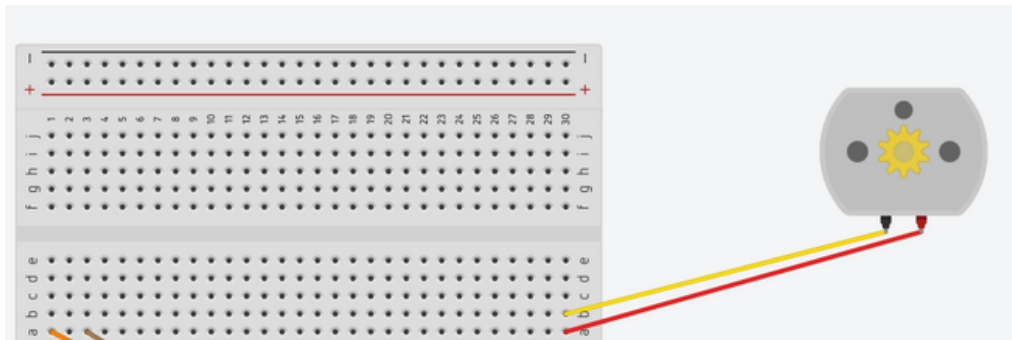 − −
+ +
1 2 3 4 5 6 7 8 9 10 11 12 13 14 15 16 17 18 19 20 21 22 23 24 25 26 27 28 29 30
j j
i i
h h
g g
f f
e e
d d
c c
b b
a a